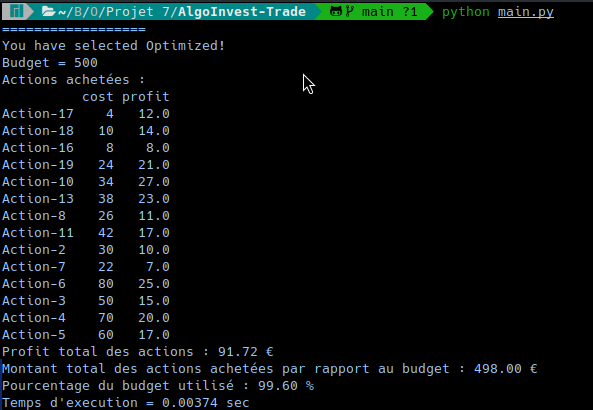 ~/B/O/Projet 7/AlgoInvest-Trade main ?1 python main.py
==================
You have selected Optimized!
Budget = 500
Actions achetées :
cost profit
Action-17 4 12.0
Action-18 10 14.0
Action-16 8 8.0
Action-19 24 21.0
Action-10 34 27.0
Action-13 38 23.0
Action-8 26 11.0
Action-11 42 17.0
Action-2 30 10.0
Action-7 22 7.0
Action-6 80 25.0
Action-3 50 15.0
Action-4 70 20.0
Action-5 60 17.0
Profit total des actions : 91.72 €
Montant total des actions achetées par rapport au budget : 498.00 €
Pourcentage du budget utilisé : 99.60 %
Temps d'execution = 0.00374 sec